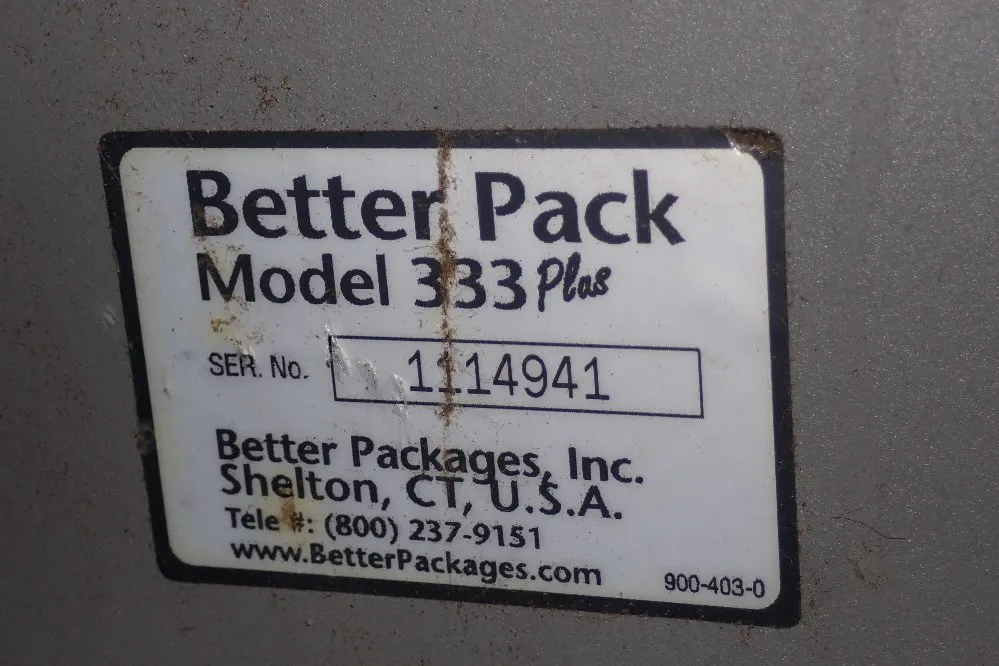 Better Pack
Model 333 Plus
SER. No. 1114941
Better Packages, Inc.
Shelton, CT, U.S.A.
Tele #: (800) 237-9151
www.BetterPackages.com
900-403-0